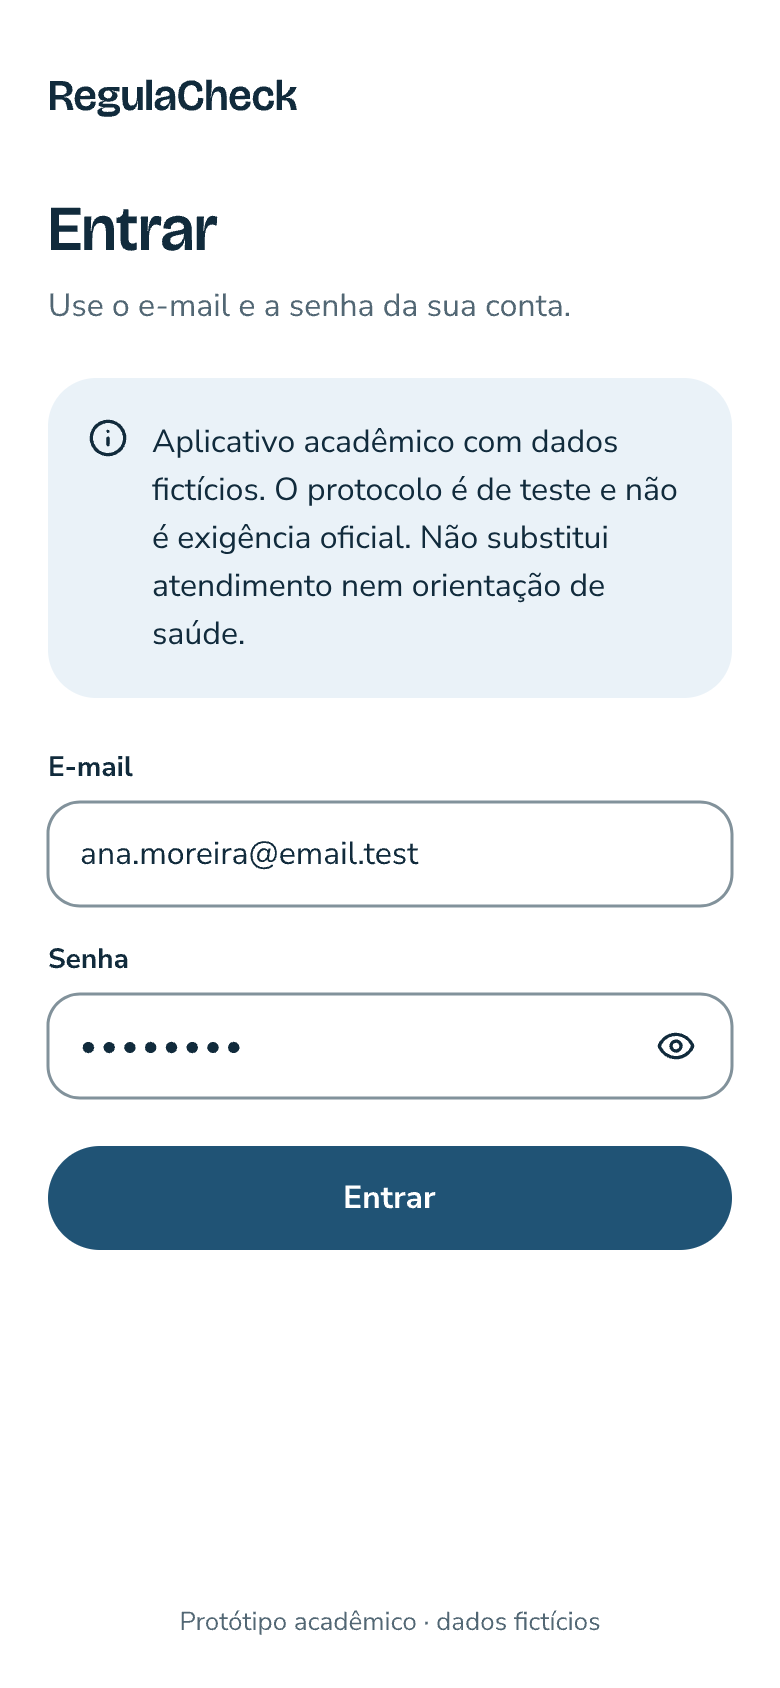 RegulaCheck
Entrar
Use o e-mail e a senha da sua conta.
Aplicativo acadêmico com dados
fictícios. O protocolo é de teste e não
é exigência oficial. Não substitui
atendimento nem orientação de
saúde.
E-mail
ana.moreira@email.test
Senha
••••••••
Entrar
Protótipo acadêmico · dados fictícios